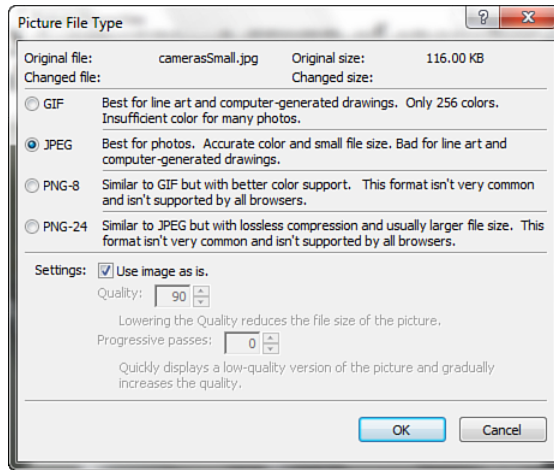 Picture File Type
?
Original file: camerasSmall.jpg Original size: 116.00 KB
Changed file: Changed size:
GIF Best for line art and computer-generated drawings. Only 256 colors.
Insufficient color for many photos.
JPEG Best for photos. Accurate color and small file size. Bad for line art and
computer-generated drawings.
PNG-8 Similar to GIF but with better color support. This format isn't very common
and isn't supported by all browsers.
PNG-24 Similar to JPEG but with lossless compression and usually larger file size. This
format isn't very common and isn't supported by all browsers.
Settings: Use image as is.
Quality: 90
Lowering the Quality reduces the file size of the picture.
Progressive passes: 0
Quickly displays a low-quality version of the picture and gradually
increases the quality.
OK Cancel